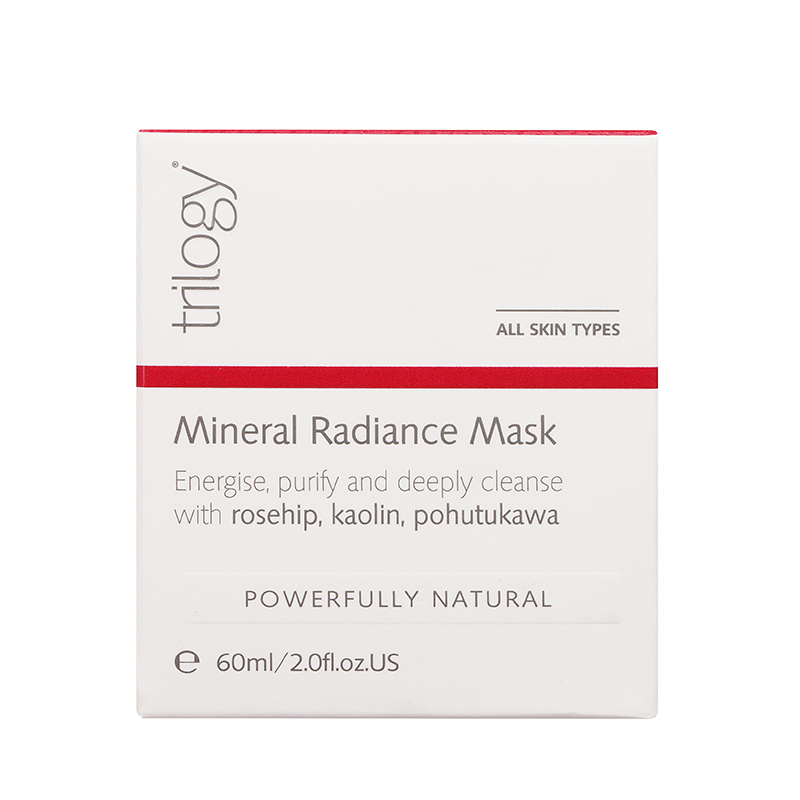 trilogy®
ALL SKIN TYPES
Mineral Radiance Mask
Energise, purify and deeply cleanse
with rosehip, kaolin, pohutukawa
POWERFULLY NATURAL
℮ 60ml/2.0fl.oz.US